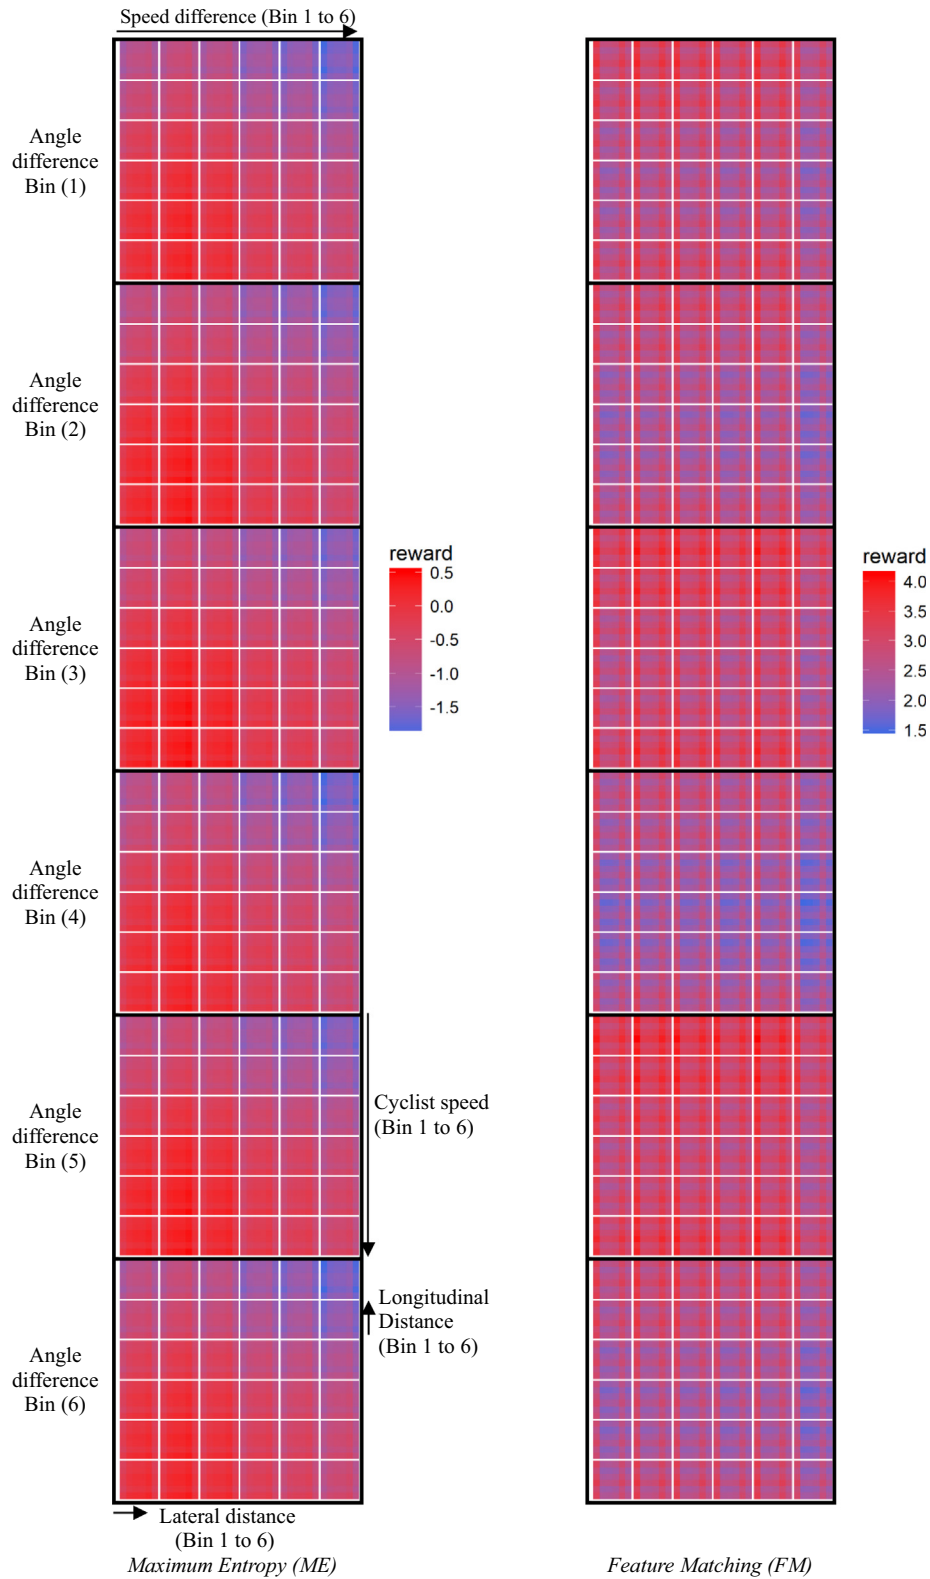 Speed difference (Bin 1 to 6)
Angle
difference
Bin (1)
Angle
difference
Bin (2)
Angle
difference
Bin (3)
reward
0.5
0.0
-0.5
-1.0
-1.5
reward
4.0
3.5
3.0
2.5
2.0
1.5
Angle
difference
Bin (4)
Angle
difference
Bin (5)
Cyclist speed
(Bin 1 to 6)
Longitudinal
Distance
(Bin 1 to 6)
Angle
difference
Bin (6)
Lateral distance
(Bin 1 to 6)
Maximum Entropy (ME)
Feature Matching (FM)